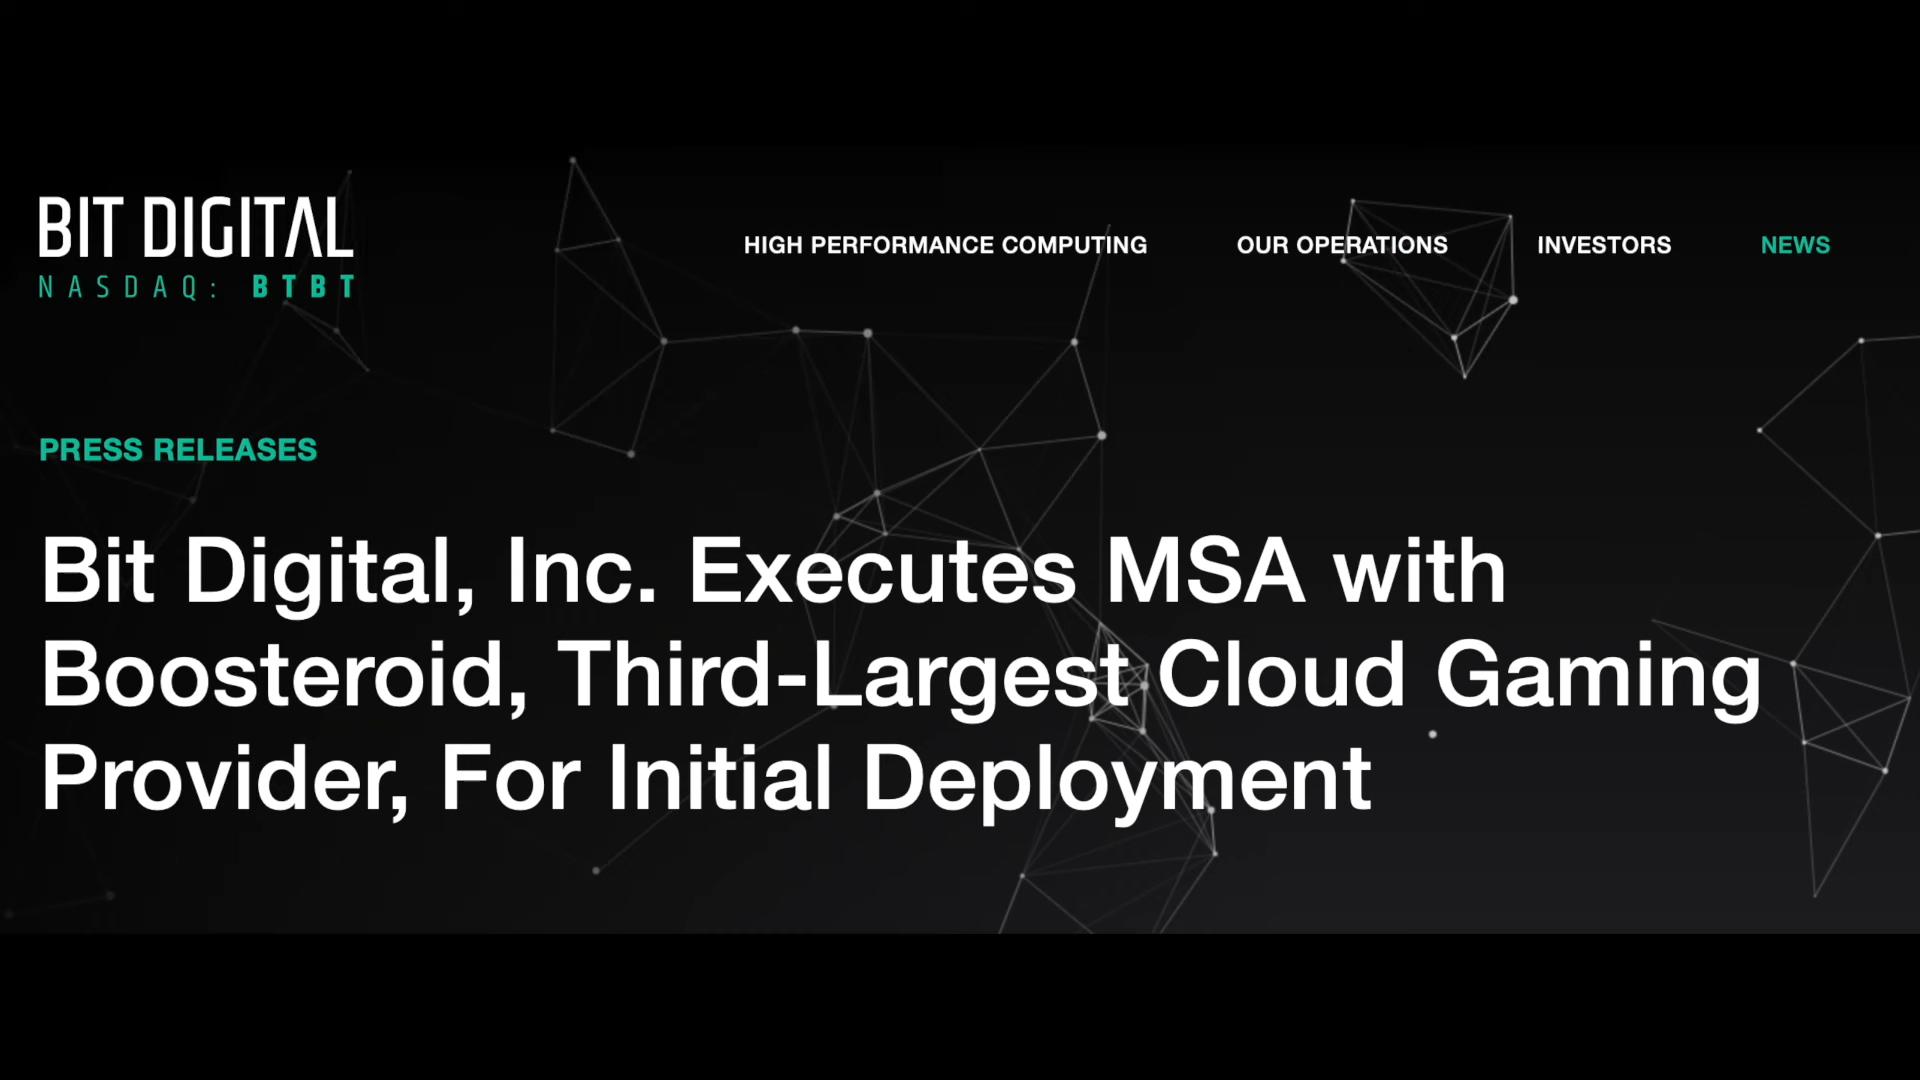 BIT DIGITAL
NASDAQ: BTBT
HIGH PERFORMANCE COMPUTING
OUR OPERATIONS
INVESTORS
NEWS
PRESS RELEASES
Bit Digital, Inc. Executes MSA with
Boosteroid, Third-Largest Cloud Gaming
Provider, For Initial Deployment